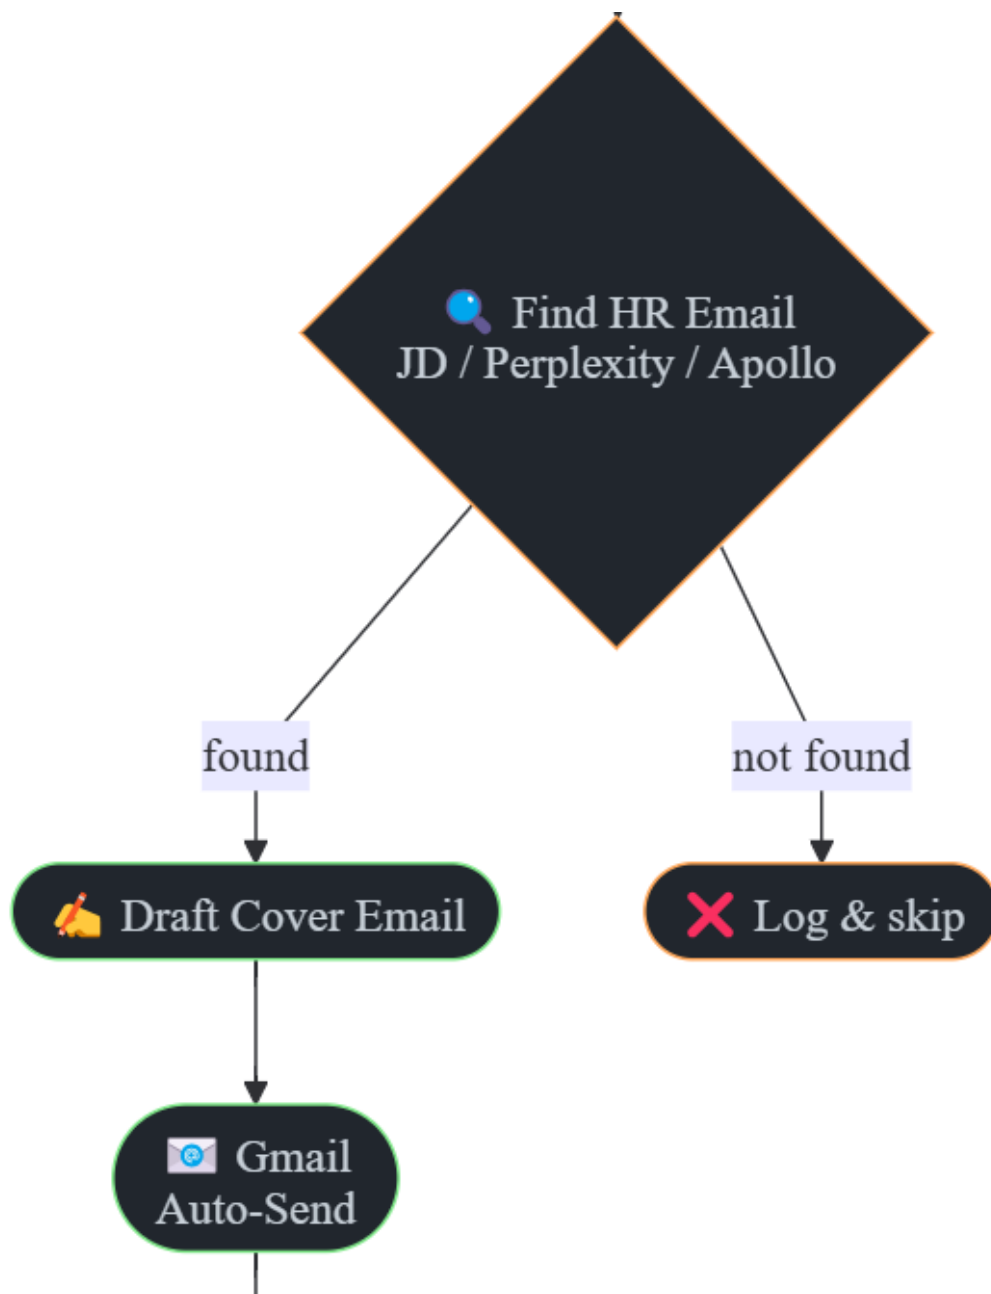 🔍 Find HR Email
JD / Perplexity / Apollo
found
not found
✍️ Draft Cover Email
❌ Log & skip
📧 Gmail
Auto-Send